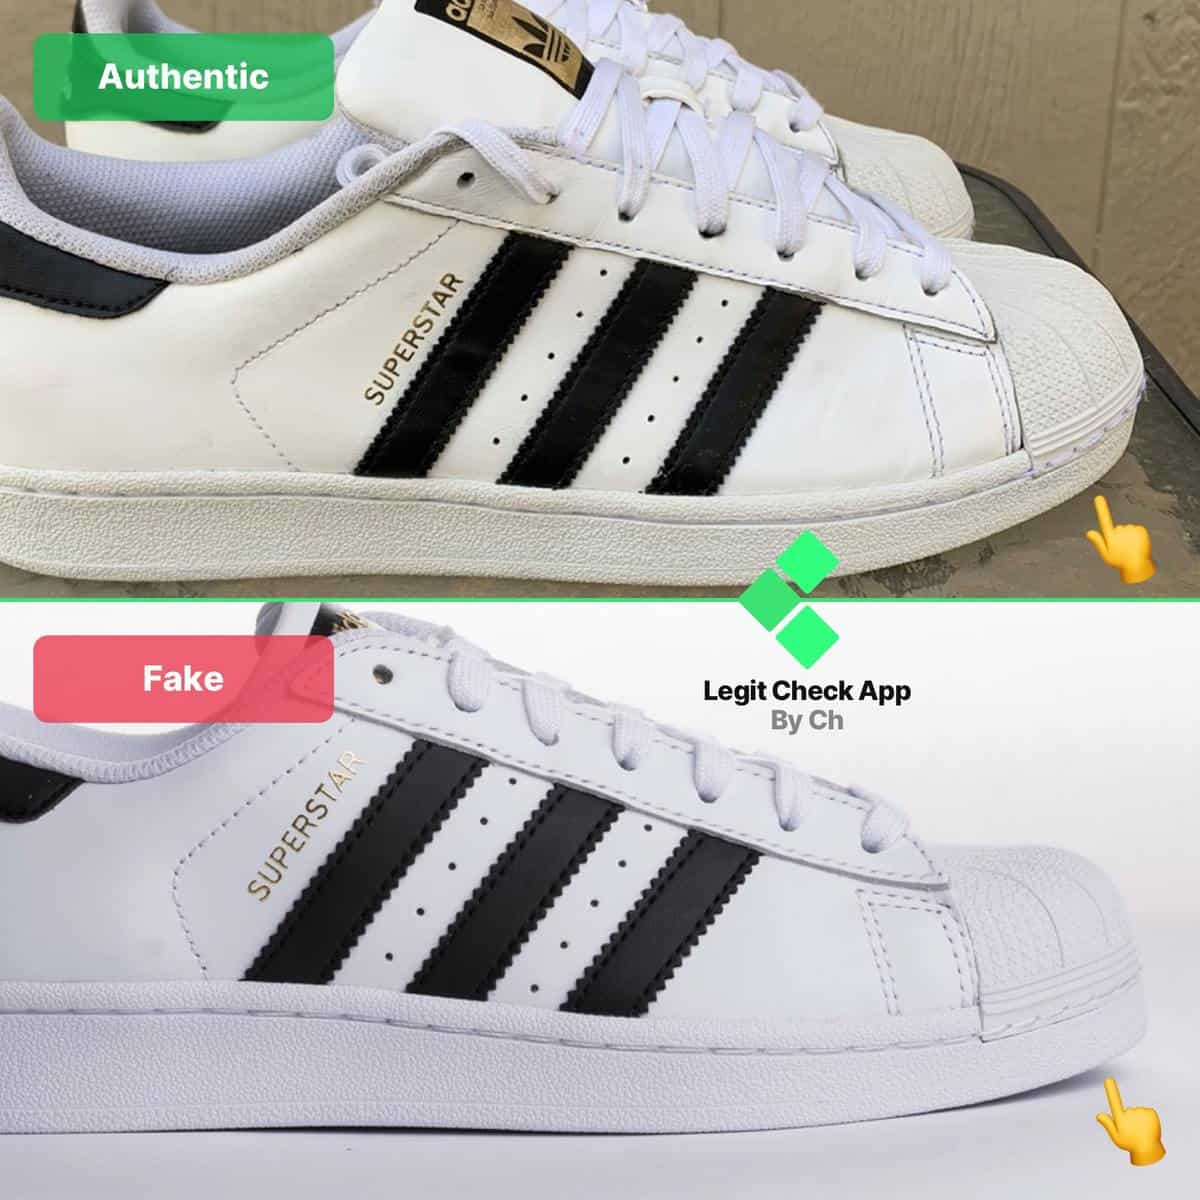 Authentic
SUPERSTAR
Fake
Legit Check App
By Ch
SUPERSTAR